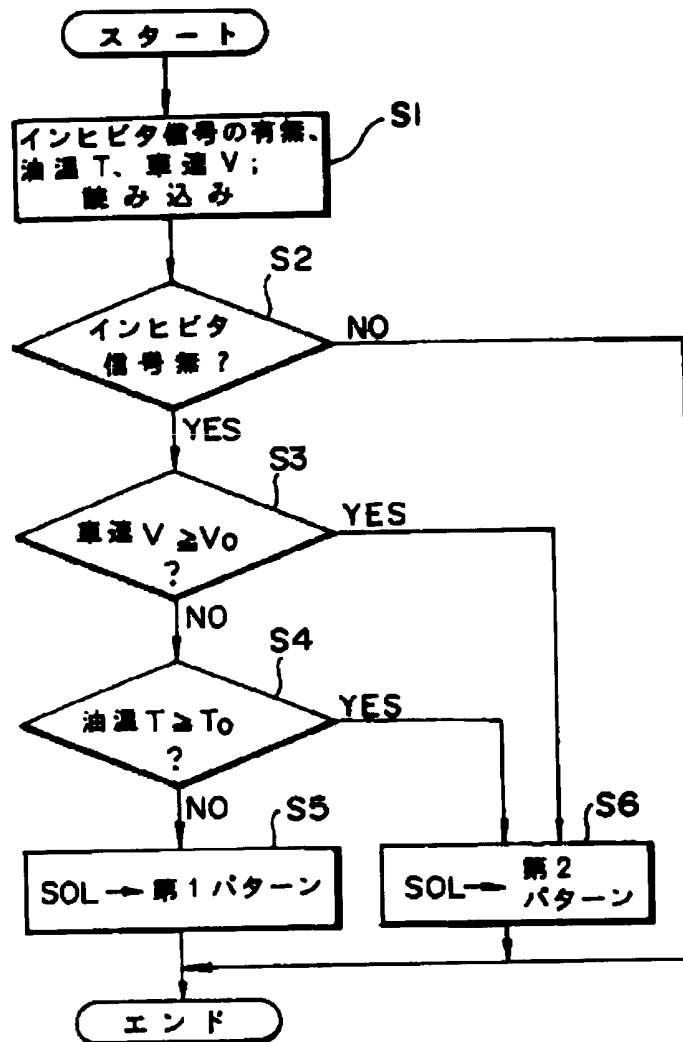 スタート
インヒビタ信号の有無、
油温T、車速V;
読み込み
S1
S2
インヒビタ
信号無?
NO
YES
S3
車速V≧V₀
?
YES
NO
S4
油温T≧T₀
?
YES
NO
S5
SOL→第1パターン
S6
SOL→第2
パターン
エンド